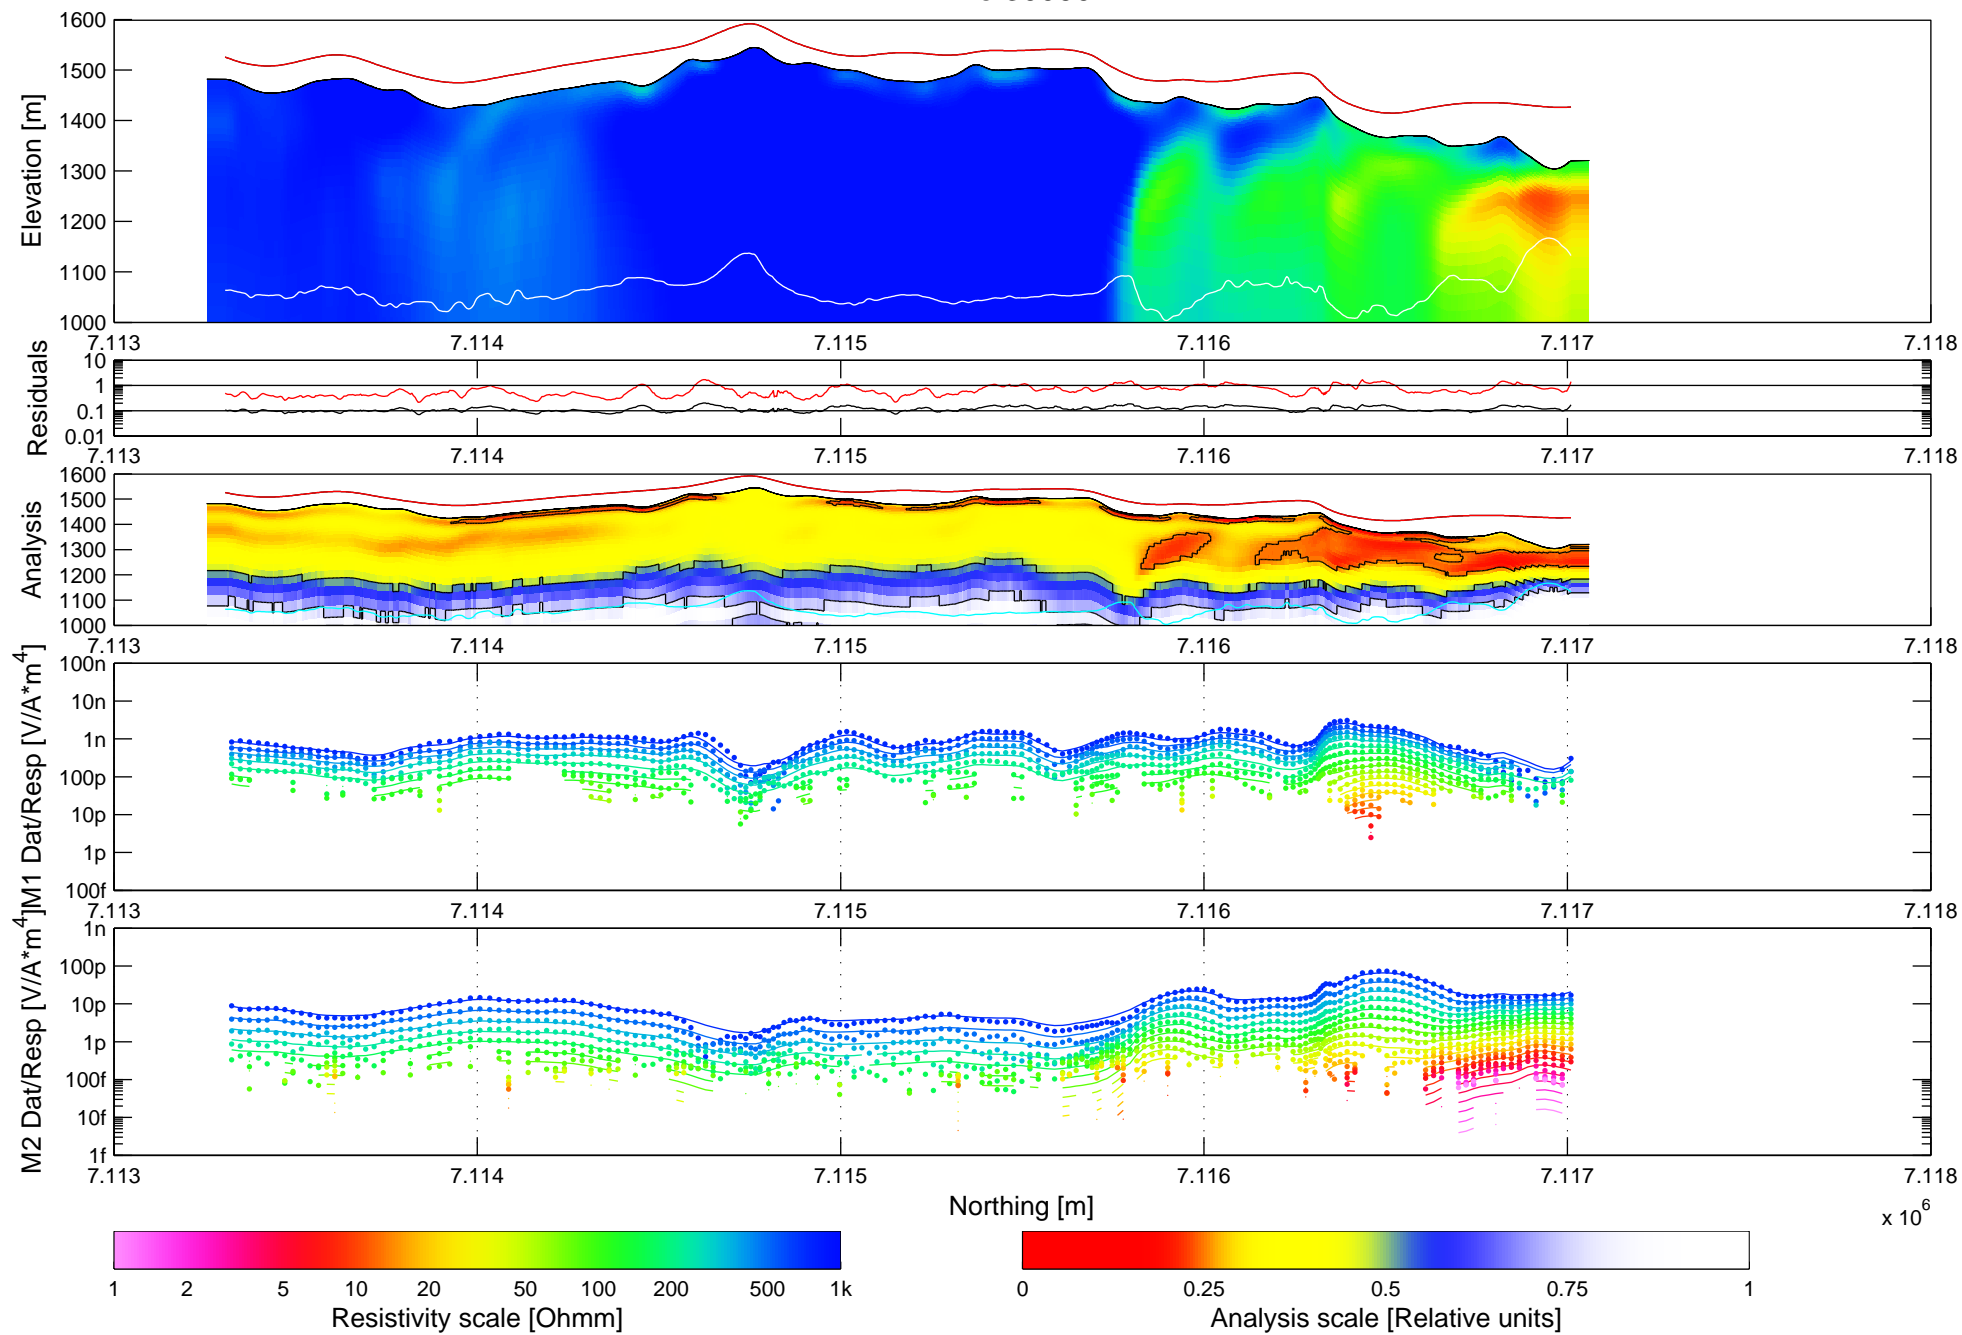 1600
1500
1400
1300
1200
1100
1000
Elevation [m]
7.113 7.114 7.115 7.116 7.117 7.118
10
1
0.1
0.01
Residuals
7.113 7.114 7.115 7.116 7.117 7.118
1600
1500
1400
1300
1200
1100
1000
Analysis
7.113 7.114 7.115 7.116 7.117 7.118
100n
10n
1n
100p
10p
1p
100f
M1 Dat/Resp [V/A*m^4]
7.113 7.114 7.115 7.116 7.117 7.118
1n
100p
10p
1p
100f
10f
1f
M2 Dat/Resp [V/A*m^4]
7.113 7.114 7.115 7.116 7.117 7.118
Northing [m]
x 10^6
1 2 5 10 20 50 100 200 500 1k
Resistivity scale [Ohmm]
0 0.25 0.5 0.75 1
Analysis scale [Relative units]